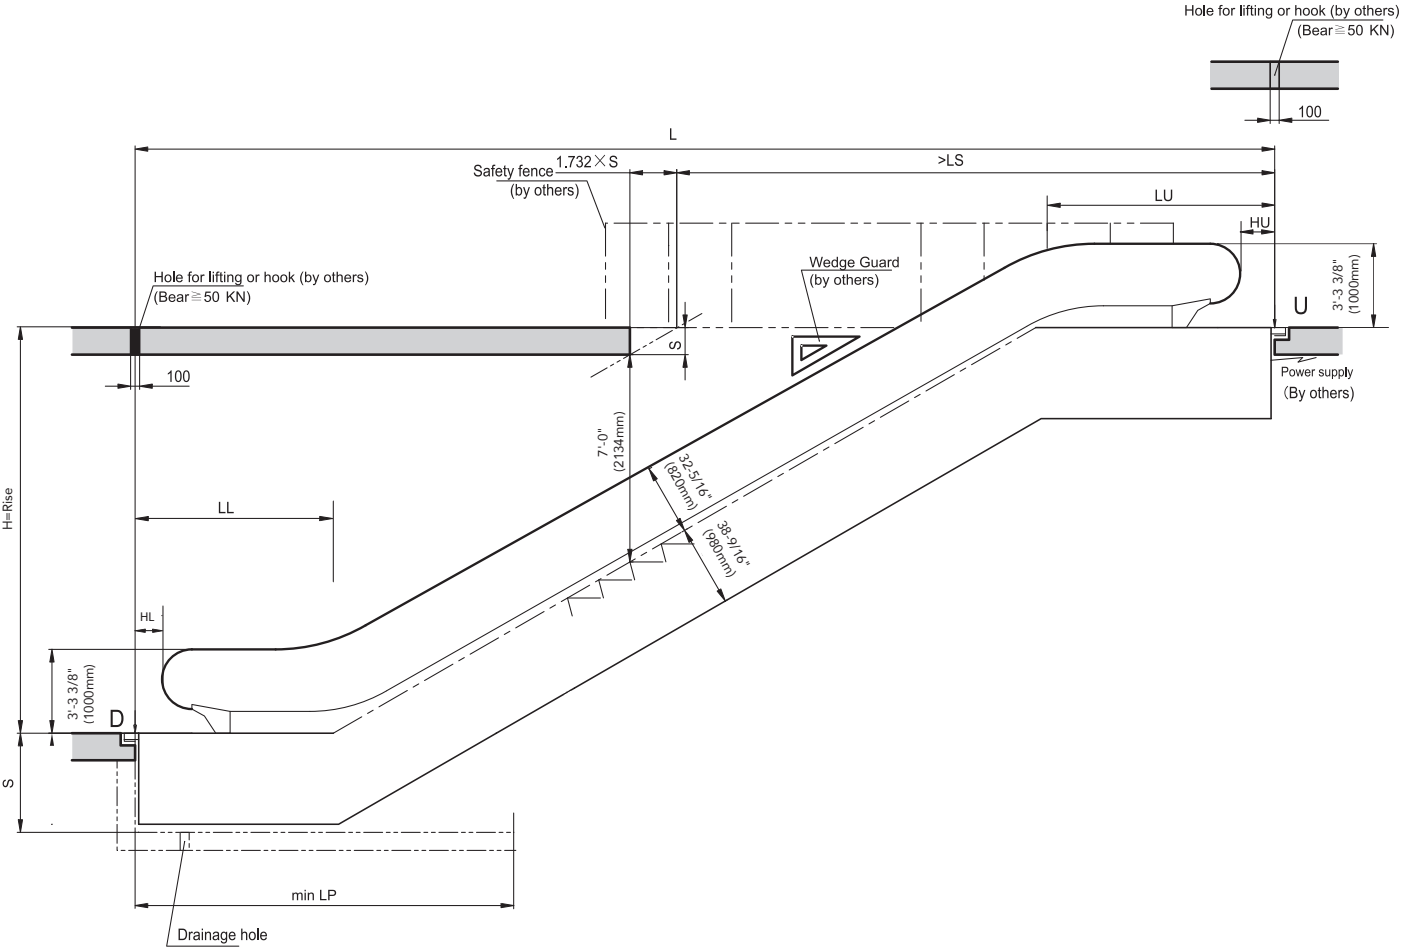 Hole for lifting or hook (by others)
(Bear≧50 KN)
100
L
1.732×S
>LS
Safety fence
(by others)
LU
HU
Wedge Guard
(by others)
3'-3 3/8"
(1000mm)
Hole for lifting or hook (by others)
(Bear≧50 KN)
U
S
100
Power supply
(By others)
7'-0"
(2134mm)
32-5/16"
(820mm)
38-9/16"
(980mm)
H=Rise
LL
HL
3'-3 3/8"
(1000mm)
D
S
min LP
Drainage hole